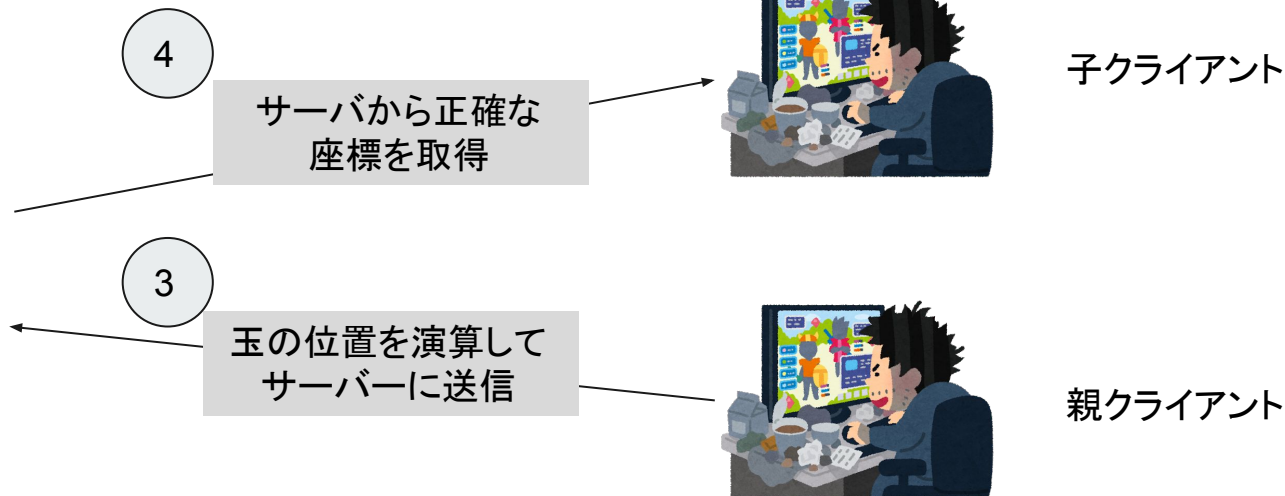 4
サーバから正確な
座標を取得
子クライアント
3
玉の位置を演算して
サーバーに送信
親クライアント